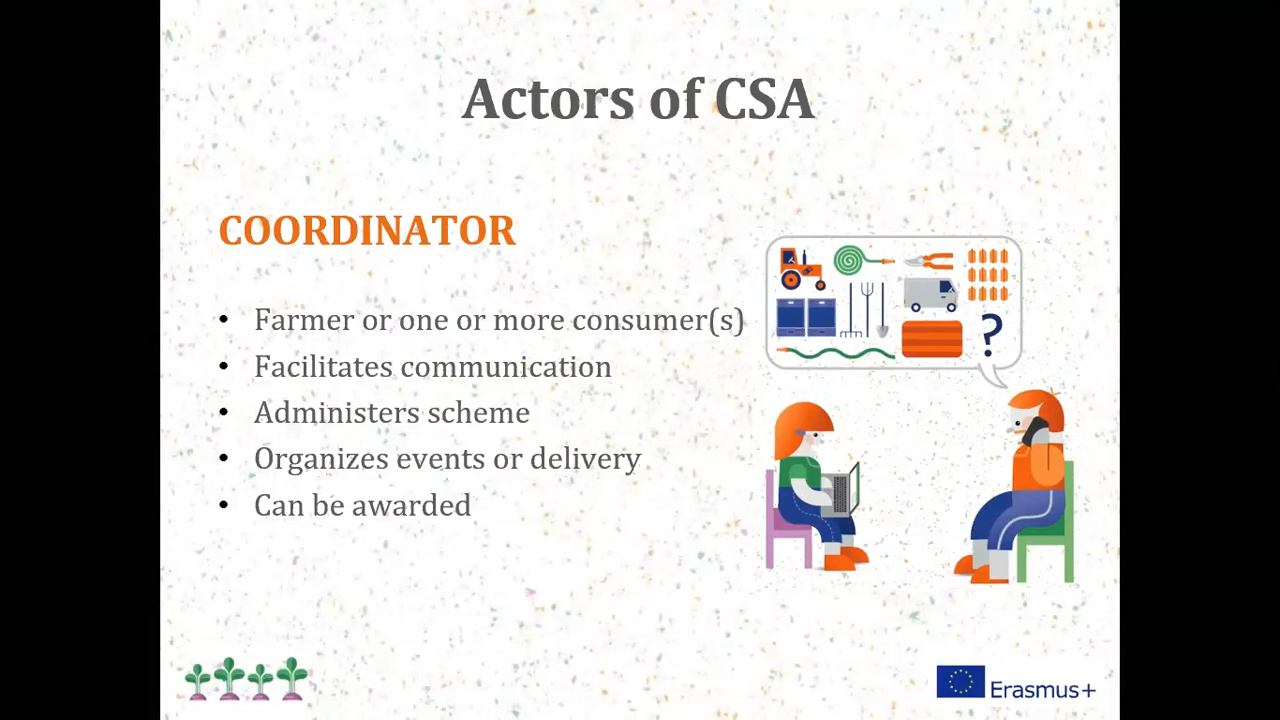 Actors of CSA
COORDINATOR
• Farmer or one or more consumer(s)
• Facilitates communication
• Administers scheme
• Organizes events or delivery
• Can be awarded
?
Erasmus+